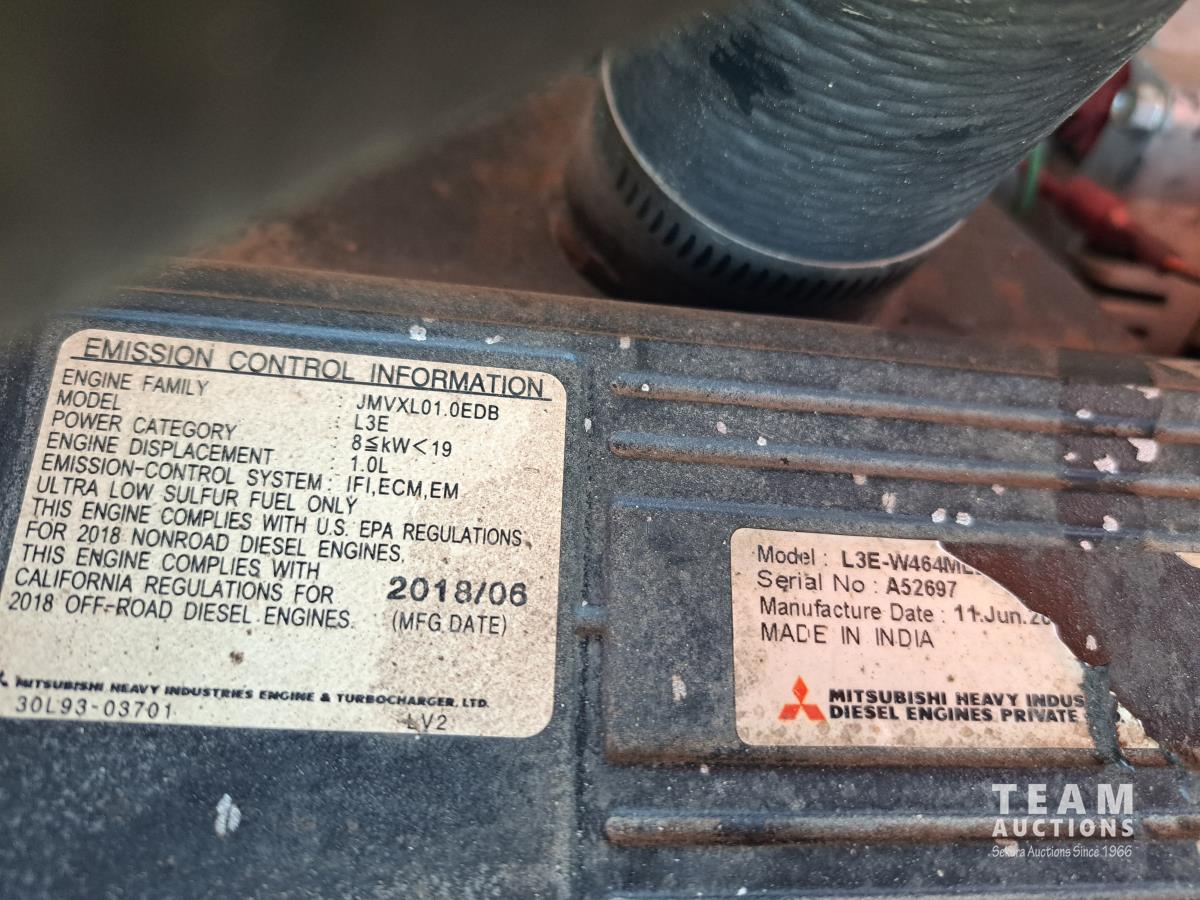 EMISSION CONTROL INFORMATION
ENGINE FAMILY : JMVXL01.0EDB
MODEL : L3E
POWER CATEGORY : 8≦kW<19
ENGINE DISPLACEMENT : 1.0L
EMISSION-CONTROL SYSTEM : IFI,ECM,EM
ULTRA LOW SULFUR FUEL ONLY
THIS ENGINE COMPLIES WITH U.S. EPA REGULATIONS
FOR 2018 NONROAD DIESEL ENGINES.
THIS ENGINE COMPLIES WITH
CALIFORNIA REGULATIONS FOR
2018 OFF-ROAD DIESEL ENGINES.
2018/06
(MFG DATE)
MITSUBISHI HEAVY INDUSTRIES ENGINE & TURBOCHARGER, LTD.
30L93-03701
LV2
Model : L3E-W464ML
Serial No : A52697
Manufacture Date : 11.Jun.20
MADE IN INDIA
MITSUBISHI HEAVY INDUS
DIESEL ENGINES PRIVATE
TEAM
AUCTIONS
Sekura Auctions Since 1966